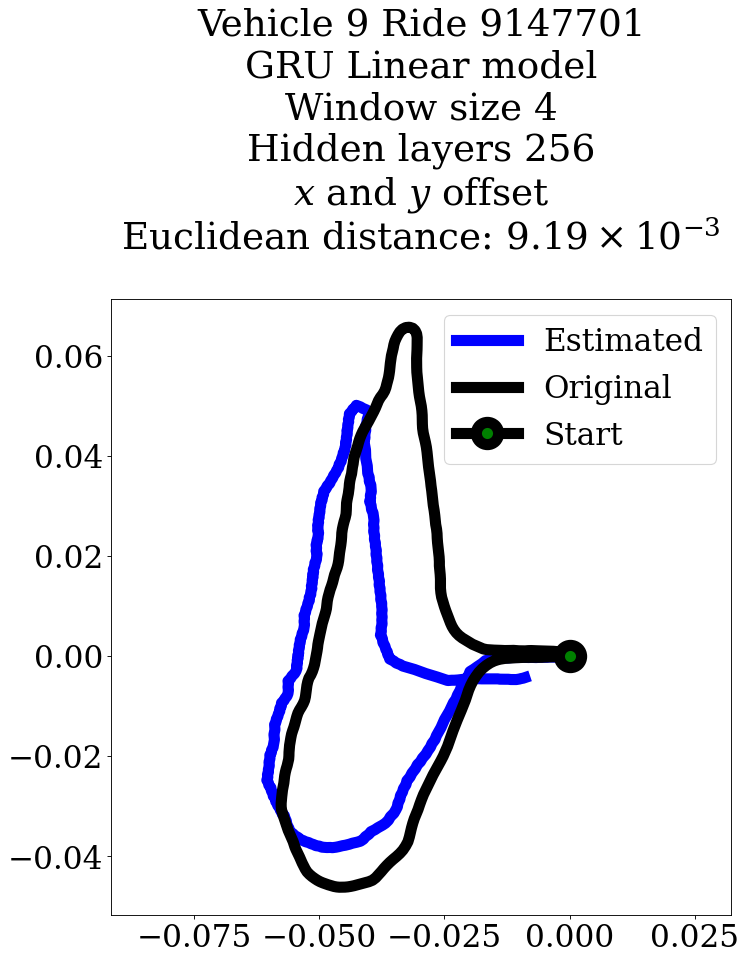 Vehicle 9 Ride 9147701
GRU Linear model
Window size 4
Hidden layers 256
x and y offset
Euclidean distance: 9.19 × 10⁻³
Estimated
Original
Start
0.06
0.04
0.02
0.00
−0.02
−0.04
−0.075 −0.050 −0.025 0.000 0.025